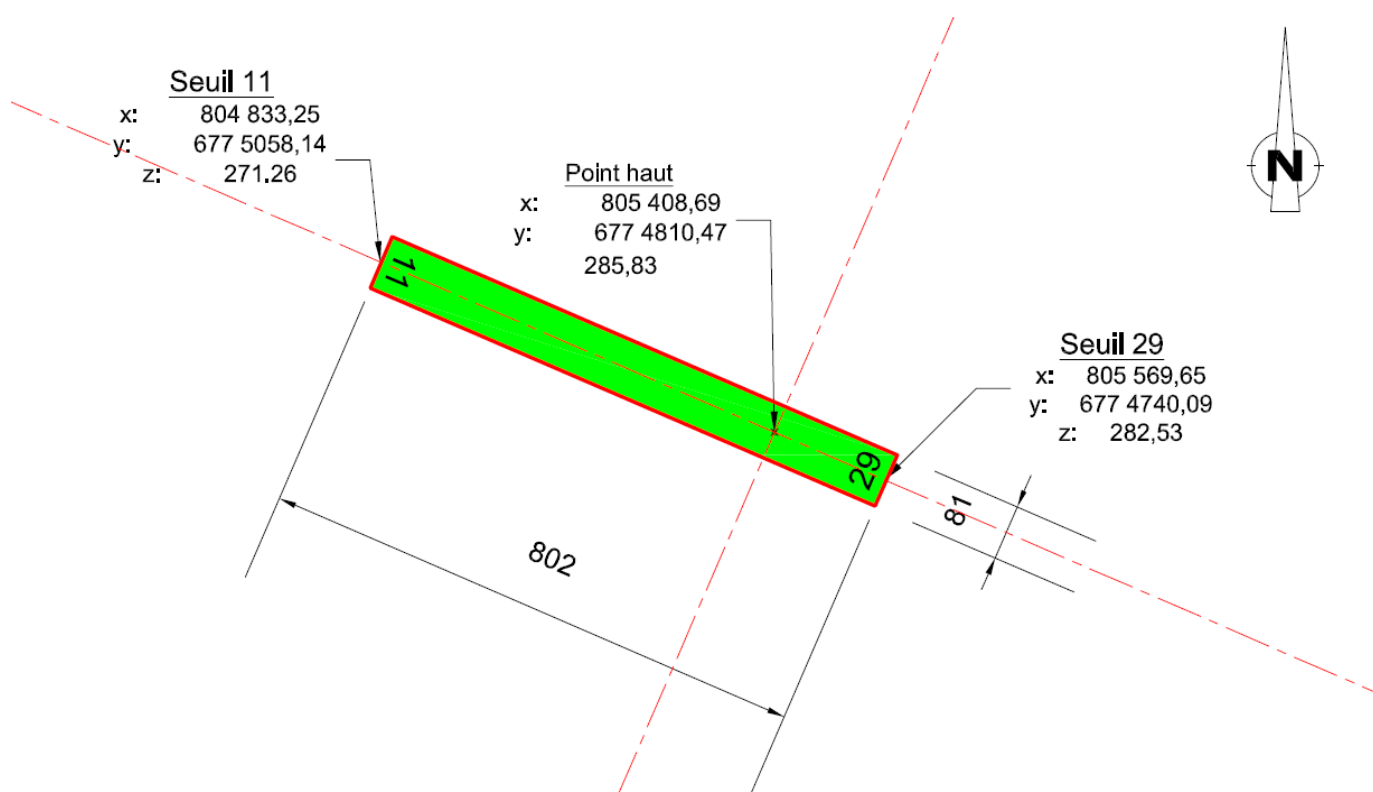 Seuil 11
x: 804 833,25
y: 677 5058,14
z: 271.26
Point haut
x: 805 408,69
y: 677 4810,47
285,83
N
11
Seuil 29
x: 805 569,65
y: 677 4740,09
z: 282,53
29
81
802